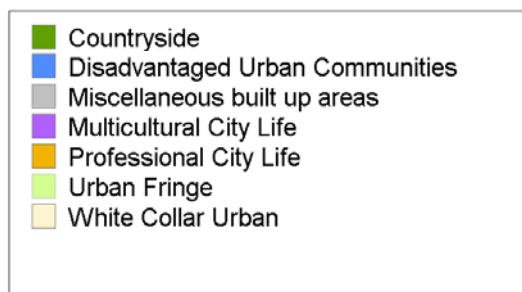 Countryside
Disadvantaged Urban Communities
Miscellaneous built up areas
Multicultural City Life
Professional City Life
Urban Fringe
White Collar Urban